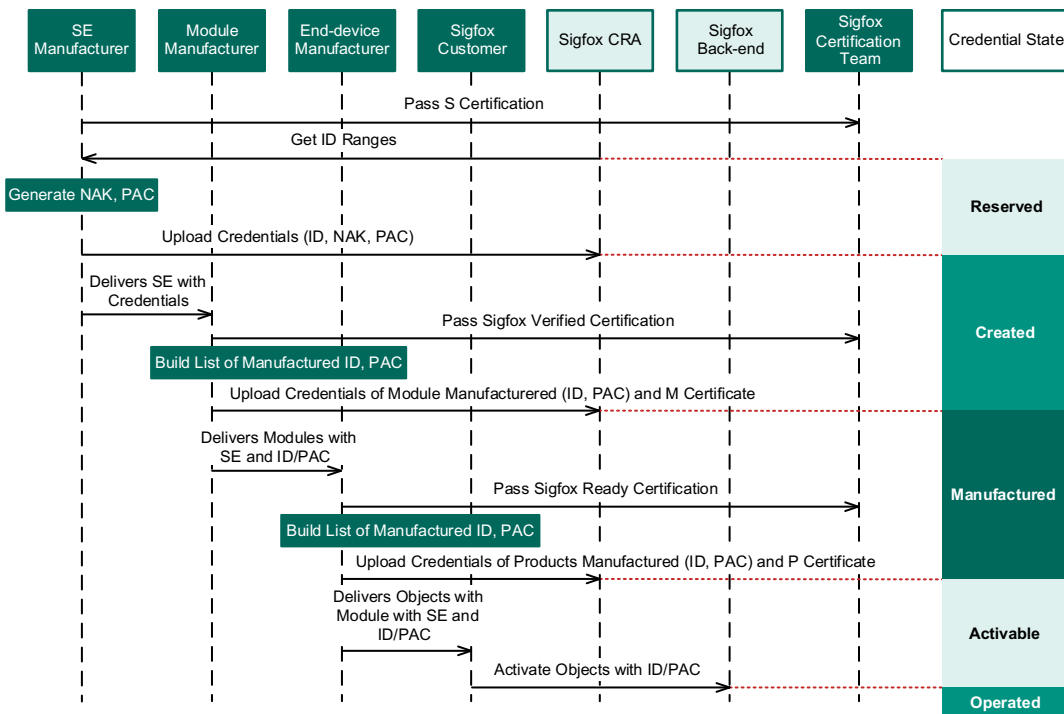 SE
Manufacturer
Module
Manufacturer
End-device
Manufacturer
Sigfox
Customer
Sigfox CRA
Sigfox
Back-end
Sigfox
Certification
Team
Credential State
Pass S Certification
Get ID Ranges
Generate NAK, PAC
Reserved
Upload Credentials (ID, NAK, PAC)
Delivers SE with
Credentials
Pass Sigfox Verified Certification
Created
Build List of Manufactured ID, PAC
Upload Credentials of Module Manufacturered (ID, PAC) and M Certificate
Delivers Modules with
SE and ID/PAC
Pass Sigfox Ready Certification
Manufactured
Build List of Manufactured ID, PAC
Upload Credentials of Products Manufactured (ID, PAC) and P Certificate
Delivers Objects with
Module with SE and
ID/PAC
Activable
Activate Objects with ID/PAC
Operated